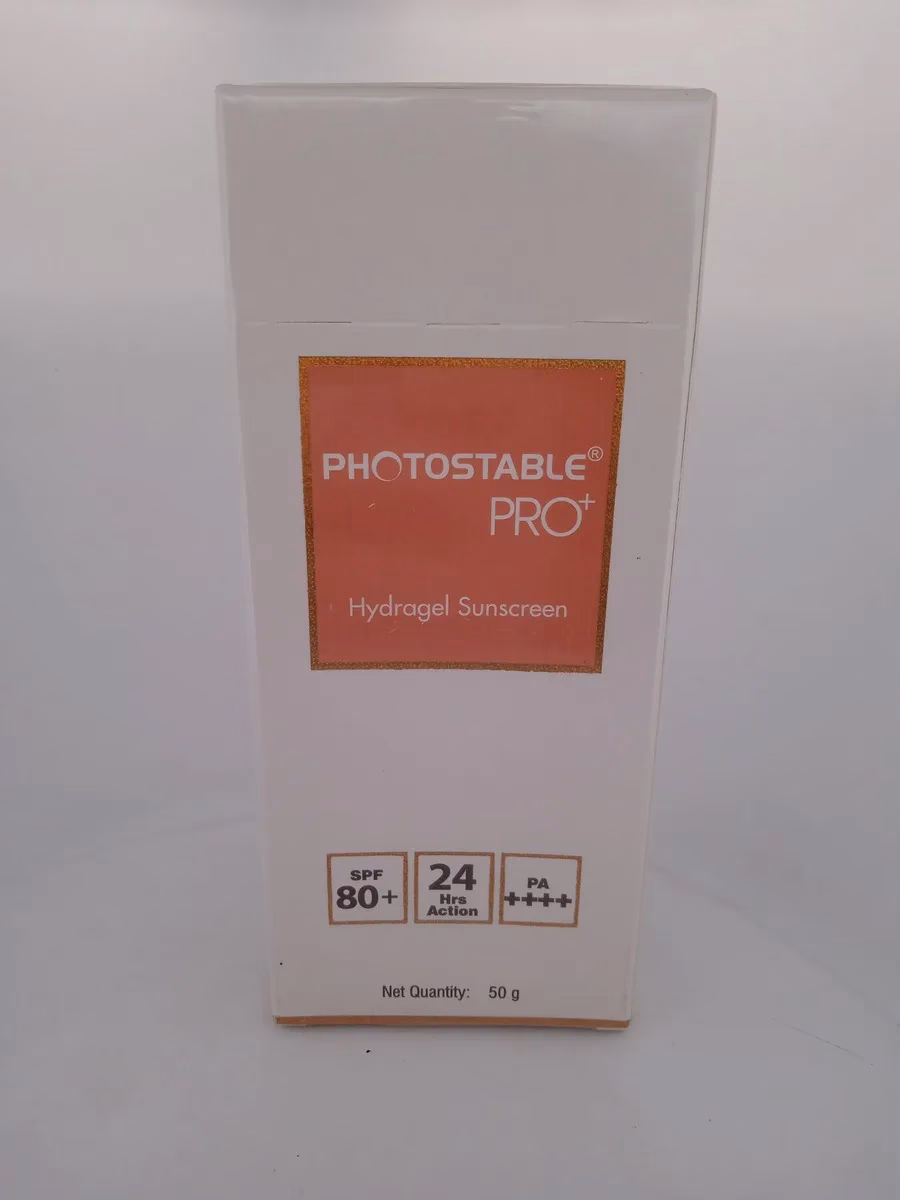 PHOTOSTABLE®
PRO+
Hydragel Sunscreen
SPF
80+
24
Hrs
Action
PA
++++
Net Quantity: 50 g